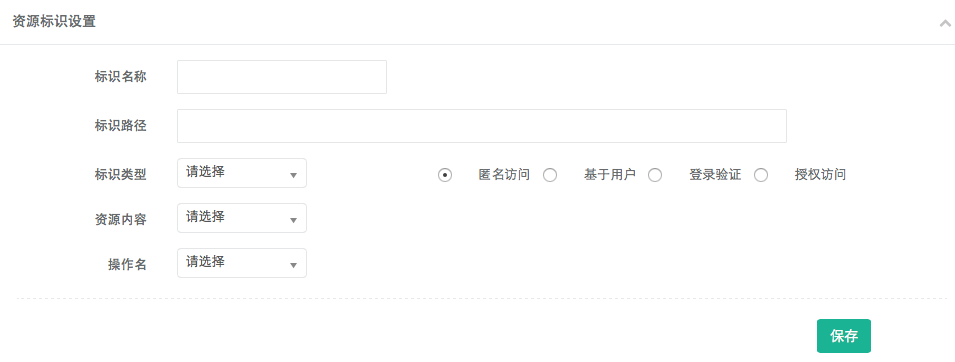 资源标识设置
标识名称
标识路径
标识类型 请选择 匿名访问 基于用户 登录验证 授权访问
资源内容 请选择
操作名 请选择
保存